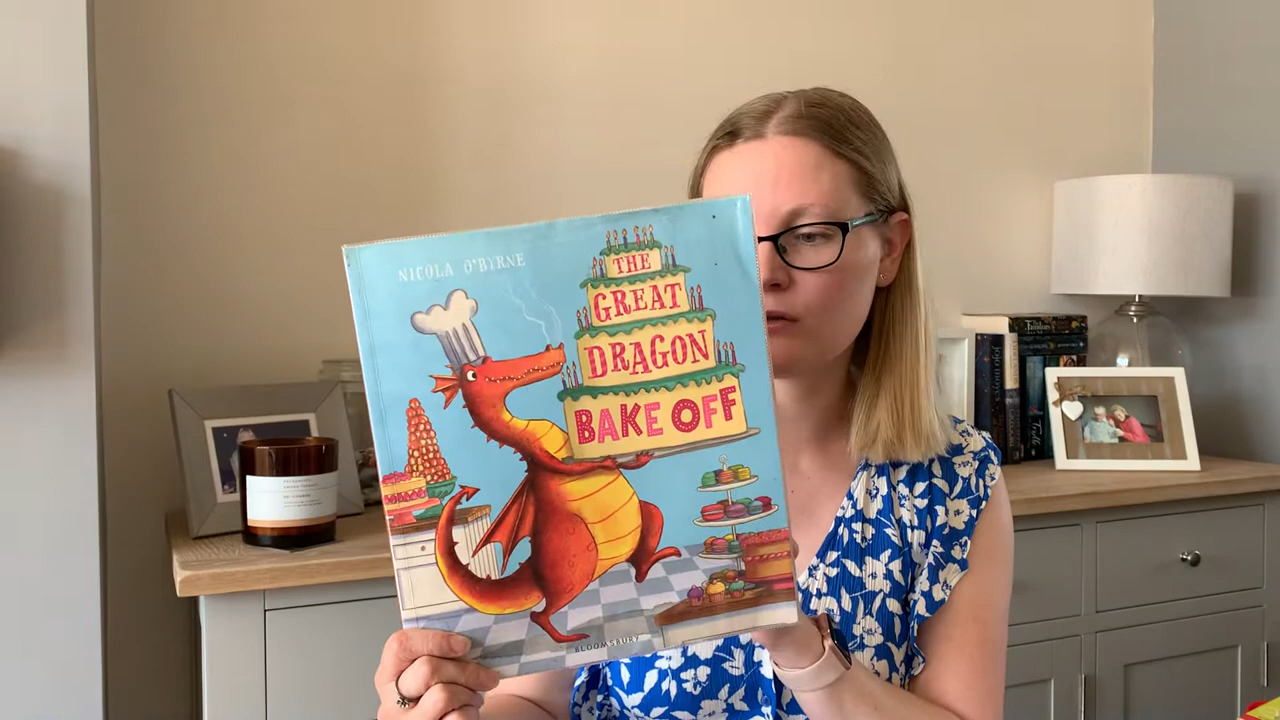 NICOLA O'BYRNE
THE
GREAT
DRAGON
BAKE OFF
BLOOMSBURY